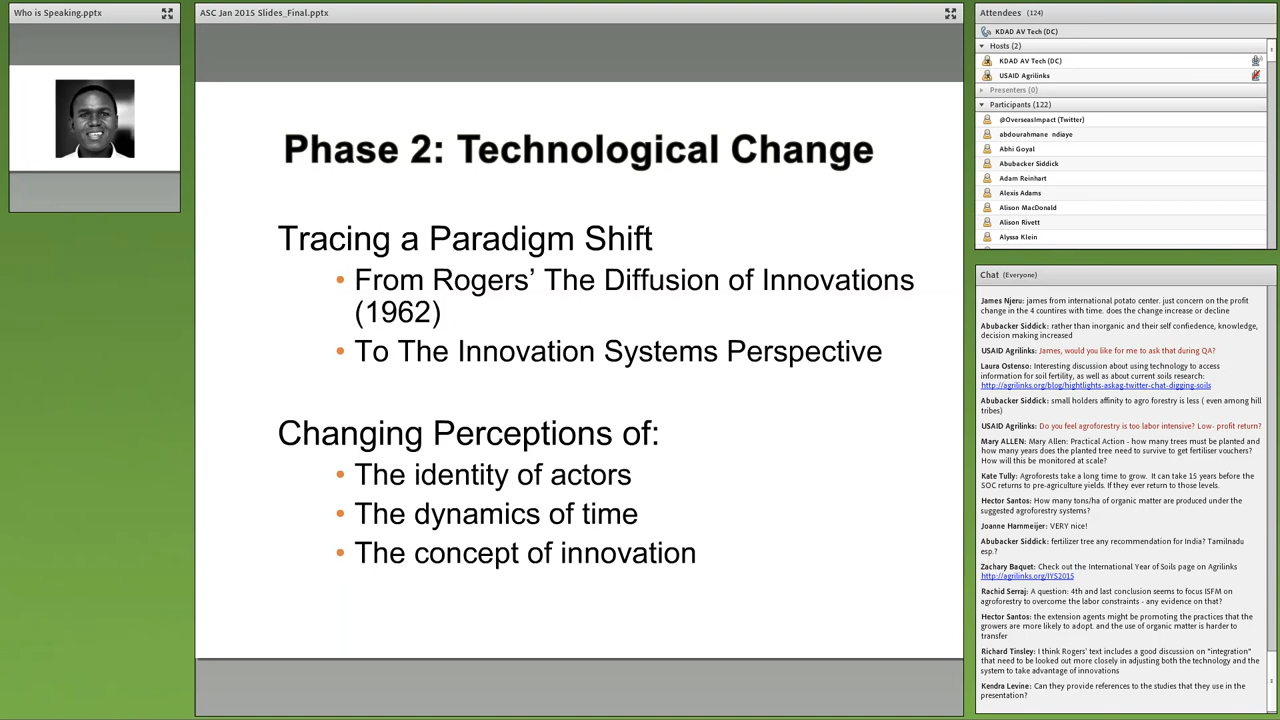 Who is Speaking.pptx
ASC Jan 2015 Slides_Final.pptx
Phase 2: Technological Change
Tracing a Paradigm Shift
• From Rogers’ The Diffusion of Innovations
(1962)
• To The Innovation Systems Perspective
Changing Perceptions of:
• The identity of actors
• The dynamics of time
• The concept of innovation
Attendees (124)
KDAD AV Tech (DC)
Hosts (2)
KDAD AV Tech (DC)
USAID Agrilinks
Presenters (0)
Participants (122)
@OverseasImpact (Twitter)
abdourahmane ndiaye
Abhi Goyal
Abubacker Siddick
Adam Reinhart
Alexis Adams
Alison MacDonald
Alison Rivett
Alyssa Klein
Chat (Everyone)
James Njeru: james from international potato center. just concern on the profit
change in the 4 countires with time. does the change increase or decline
Abubacker Siddick: rather than inorganic and their self confiedence, knowledge,
decision making increased
USAID Agrilinks: James, would you like for me to ask that during QA?
Laura Ostenso: Interesting discussion about using technology to access
information for soil fertility, as well as about current soils research:
http://agrilinks.org/blog/hightlights-askag-twitter-chat-digging-soils
Abubacker Siddick: small holders affinity to agro forestry is less ( even among hill
tribes)
USAID Agrilinks: Do you feel agroforestry is too labor intensive? Low- profit return?
Mary ALLEN: Mary Allen: Practical Action - how many trees must be planted and
how many years does the planted tree need to survive to get fertiliser vouchers?
How will this be monitored at scale?
Kate Tully: Agroforests take a long time to grow. It can take 15 years before the
SOC returns to pre-agriculture yields. If they ever return to those levels.
Hector Santos: How many tons/ha of organic matter are produced under the
suggested agroforestry systems?
Joanne Harnmeijer: VERY nice!
Abubacker Siddick: fertilizer tree any recommendation for India? Tamilnadu
esp.?
Zachary Baquet: Check out the International Year of Soils page on Agrilinks
http://agrilinks.org/IYS2015
Rachid Serraj: A question: 4th and last conclusion seems to focus ISFM on
agroforestry to overcome the labor constraints - any evidence on that?
Hector Santos: the extension agents might be promoting the practices that the
growers are more likely to adopt. and the use of organic matter is harder to
transfer
Richard Tinsley: I think Rogers' text includes a good discussion on "integration"
that need to be looked out more closely in adjusting both the technology and the
system to take advantage of innovations
Kendra Levine: Can they provide references to the studies that they use in the
presentation?